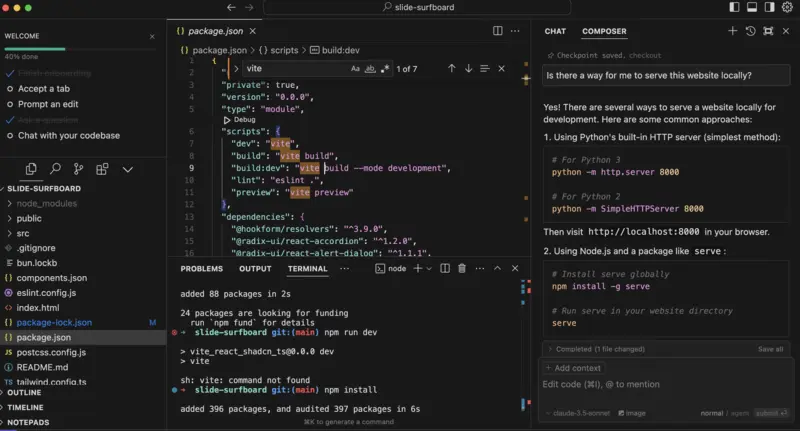 slide-surfboard
WELCOME
40% done
Finish onboarding
Accept a tab
Prompt an edit
Ask a question
Chat with your codebase
SLIDE-SURFBOARD
node_modules
public
src
.gitignore
bun.lockb
components.json
eslint.config.js
index.html
package-lock.json M
package.json
postcss.config.js
README.md
tailwind.config.ts
OUTLINE
TIMELINE
NOTEPADS
package.json
package.json > {} scripts > build:dev
vite
Aa ab .*
1 of 7
1 {
4 "private": true,
"version": "0.0.0",
5 "type": "module",
Debug
6 "scripts": {
7 "dev": "vite",
8 "build": "vite build",
9 "build:dev": "vite build --mode development",
10 "lint": "eslint .",
11 "preview": "vite preview"
12 },
13 "dependencies": {
14 "@hookform/resolvers": "^3.9.0",
15 "@radix-ui/react-accordion": "^1.2.0",
16 "@radix-ui/react-alert-dialog": "^1.1.1",
PROBLEMS OUTPUT TERMINAL ··· node
added 88 packages in 2s
24 packages are looking for funding
run `npm fund` for details
→ slide-surfboard git:(main) npm run dev
> vite_react_shadcn_ts@0.0.0 dev
> vite
sh: vite: command not found
→ slide-surfboard git:(main) npm install
added 396 packages, and audited 397 packages in 6s
⌘K to generate a command
CHAT COMPOSER
Checkpoint saved. checkout
Is there a way for me to serve this website locally?
Yes! There are several ways to serve a website locally for
development. Here are some common approaches:
1. Using Python's built-in HTTP server (simplest method):
# For Python 3
python -m http.server 8000
# For Python 2
python -m SimpleHTTPServer 8000
Then visit http://localhost:8000 in your browser.
2. Using Node.js and a package like serve :
# Install serve globally
npm install -g serve
# Run serve in your website directory
serve
Completed (1 file changed) Save all
+ Add context
Edit code (⌘I), @ to mention
claude-3.5-sonnet image normal / agent submit